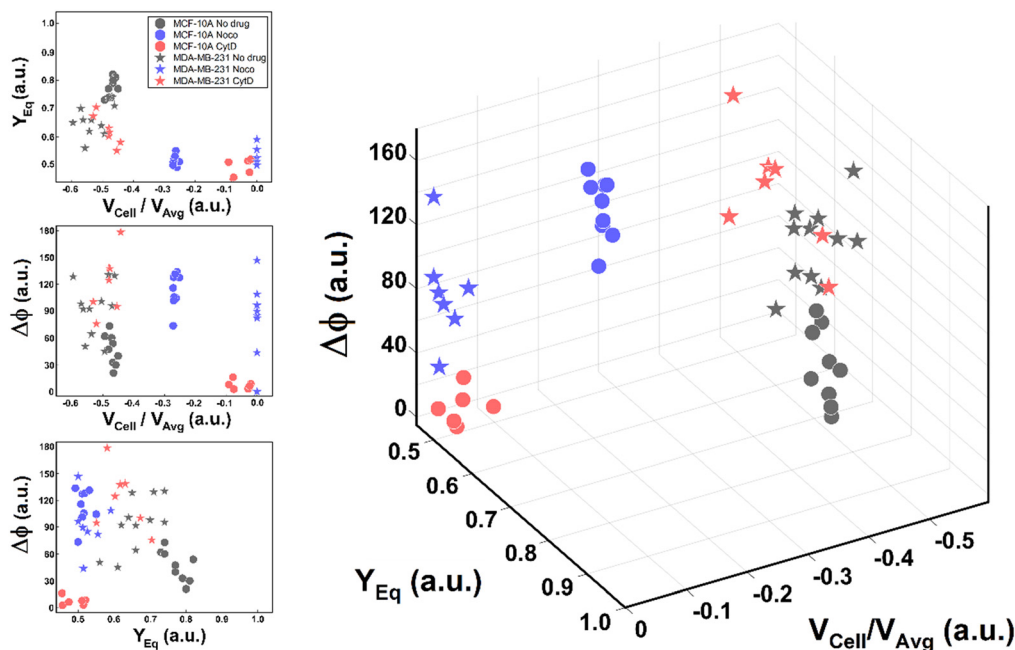 1.0
0.9
0.8
0.7
0.6
0.5
Y_Eq (a.u.)
MCF-10A No drug
MCF-10A Noco
MCF-10A CytD
MDA-MB-231 No drug
MDA-MB-231 Noco
MDA-MB-231 CytD
-0.6 -0.5 -0.4 -0.3 -0.2 -0.1 0.0
V_Cell / V_Avg (a.u.)
180
150
120
90
60
30
0
Δϕ (a.u.)
-0.6 -0.5 -0.4 -0.3 -0.2 -0.1 0.0
V_Cell / V_Avg (a.u.)
180
150
120
90
60
30
0
Δϕ (a.u.)
0.5 0.6 0.7 0.8 0.9 1.0
Y_Eq (a.u.)
160
120
80
40
0
Δϕ (a.u.)
0.5
0.6
0.7
0.8
0.9
1.0
Y_Eq (a.u.)
0 -0.1 -0.2 -0.3 -0.4 -0.5
V_Cell/V_Avg (a.u.)